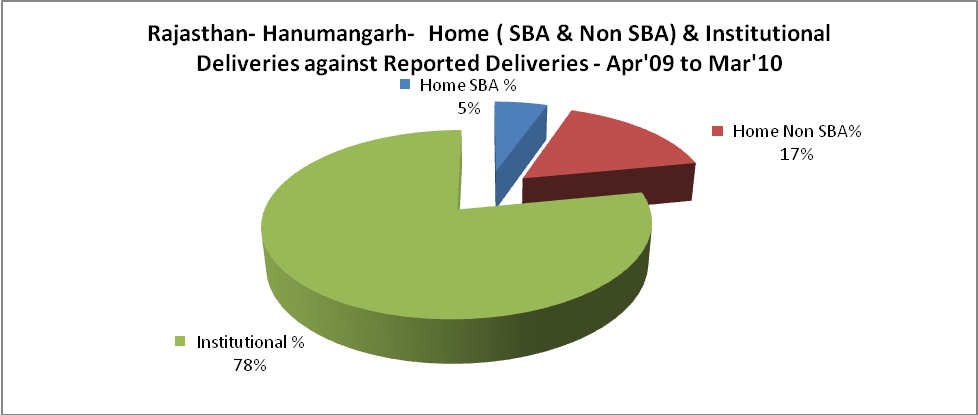 Rajasthan- Hanumangarh- Home ( SBA & Non SBA) & Institutional
Deliveries against Reported Deliveries - Apr'09 to Mar'10
Home SBA %
5%
Home Non SBA%
17%
Institutional %
78%